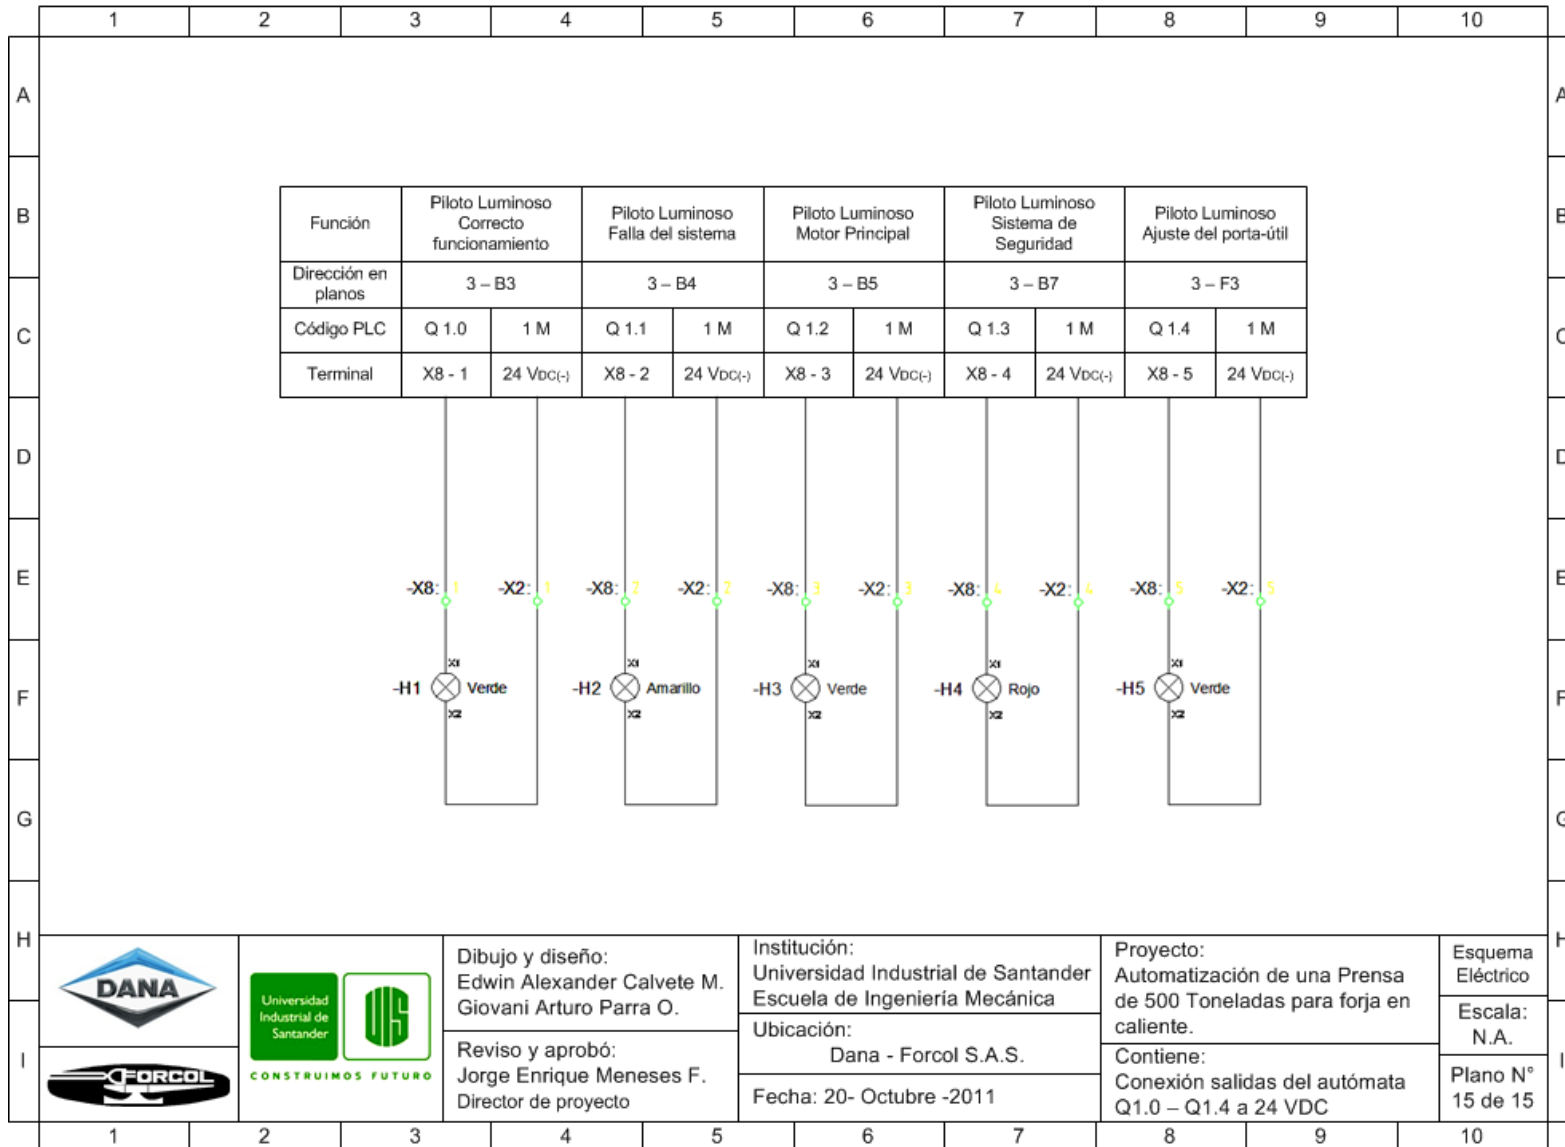 1 2 3 4 5 6 7 8 9 10
A A
B B
C C
D D
E E
F F
G G
H H
I I
Función
Piloto Luminoso
Correcto
funcionamiento
Piloto Luminoso
Falla del sistema
Piloto Luminoso
Motor Principal
Piloto Luminoso
Sistema de
Seguridad
Piloto Luminoso
Ajuste del porta-útil
Dirección en
planos
3 – B3 3 – B4 3 – B5 3 – B7 3 – F3
Código PLC Q 1.0 1 M Q 1.1 1 M Q 1.2 1 M Q 1.3 1 M Q 1.4 1 M
Terminal X8 - 1 24 VDC(-) X8 - 2 24 VDC(-) X8 - 3 24 VDC(-) X8 - 4 24 VDC(-) X8 - 5 24 VDC(-)
-X8: 1 -X2: 1 -X8: 2 -X2: 2 -X8: 3 -X2: 3 -X8: 4 -X2: 4 -X8: 5 -X2: 5
X1 X1 X1 X1 X1
-H1 Verde -H2 Amarillo -H3 Verde -H4 Rojo -H5 Verde
X2 X2 X2 X2 X2
DANA
FORCOL
Universidad
Industrial de
Santander
UIS
CONSTRUIMOS FUTURO
Dibujo y diseño:
Edwin Alexander Calvete M.
Giovani Arturo Parra O.
Reviso y aprobó:
Jorge Enrique Meneses F.
Director de proyecto
Institución:
Universidad Industrial de Santander
Escuela de Ingeniería Mecánica
Ubicación:
Dana - Forcol S.A.S.
Fecha: 20- Octubre -2011
Proyecto:
Automatización de una Prensa
de 500 Toneladas para forja en
caliente.
Contiene:
Conexión salidas del autómata
Q1.0 – Q1.4 a 24 VDC
Esquema
Eléctrico
Escala:
N.A.
Plano N°
15 de 15
1 2 3 4 5 6 7 8 9 10